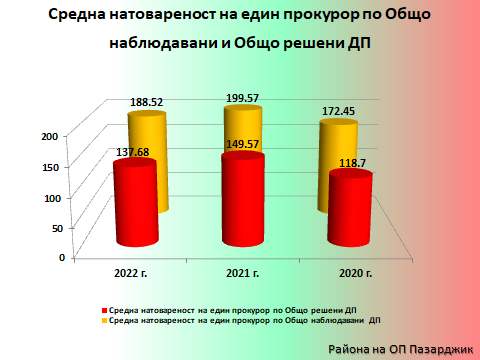 Средна натовареност на един прокурор по Общо
наблюдавани и Общо решени ДП
188.52
199.57
172.45
200
137.68
149.57
118.7
150
100
50
0
2022 г.
2021 г.
2020 г.
Средна натовареност на един прокурор по Общо решени ДП
Средна натовареност на един прокурор по Общо наблюдавани ДП
Района на ОП Пазарджик